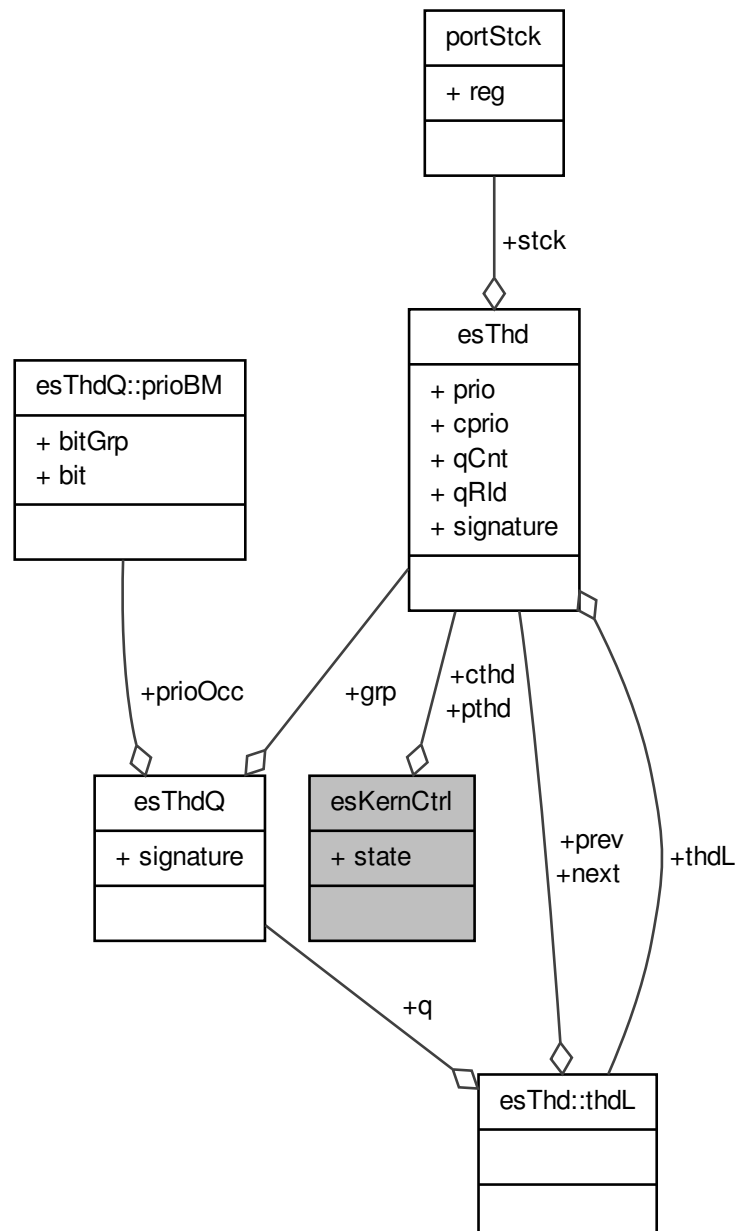 portStck
+ reg
+stck
esThd
+ prio
+ cprio
+ qCnt
+ qRld
+ signature
esThdQ::prioBM
+ bitGrp
+ bit
+prioOcc
+grp
+cthd
+pthd
esThdQ
+ signature
esKernCtrl
+ state
+prev
+next
+thdL
+q
esThd::thdL